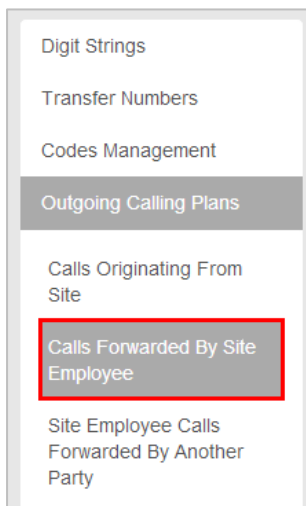 Digit Strings
Transfer Numbers
Codes Management
Outgoing Calling Plans
Calls Originating From
Site
Calls Forwarded By Site
Employee
Site Employee Calls
Forwarded By Another
Party